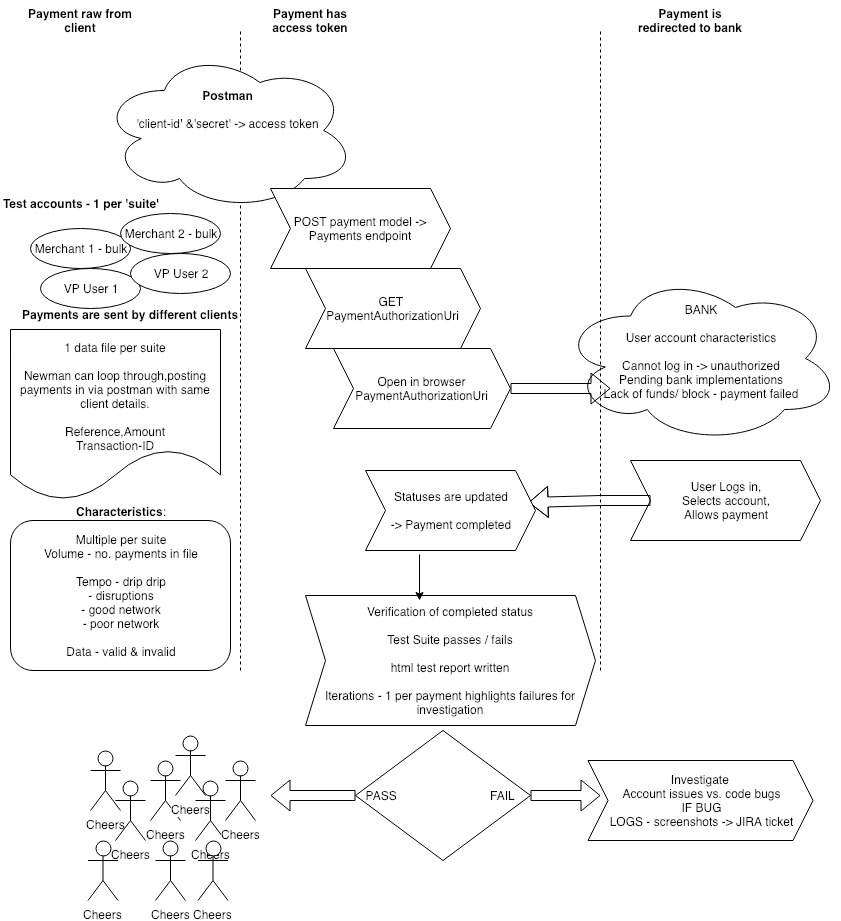 Payment raw from
client
Payment has
access token
Payment is
redirected to bank
Postman
'client-id' &'secret' -> access token
Test accounts - 1 per 'suite'
Merchant 2 - bulk
Merchant 1 - bulk
VP User 2
VP User 1
Payments are sent by different clients
POST payment model ->
Payments endpoint
GET
PaymentAuthorizationUri
Open in browser
PaymentAuthorizationUri
BANK
User account characteristics
Cannot log in -> unauthorized
Pending bank implementations
Lack of funds/ block - payment failed
1 data file per suite
Newman can loop through,posting
payments in via postman with same
client details.
Reference,Amount
Transaction-ID
User Logs in,
Selects account,
Allows payment
Statuses are updated
-> Payment completed
Characteristics:
Multiple per suite
Volume - no. payments in file
Tempo - drip drip
- disruptions
- good network
- poor network
Data - valid & invalid
Verification of completed status
Test Suite passes / fails
html test report written
Iterations - 1 per payment highlights failures for
investigation
PASS
FAIL
Investigate
Account issues vs. code bugs
IF BUG
LOGS - screenshots -> JIRA ticket
Cheers
Cheers
Cheers
Cheers
Cheers
Cheers
Cheers
Cheers
Cheers